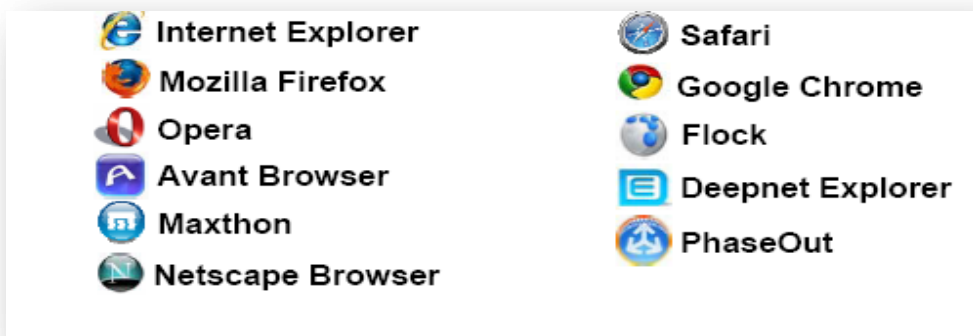 Internet Explorer
Mozilla Firefox
Opera
Avant Browser
Maxthon
Netscape Browser
Safari
Google Chrome
Flock
Deepnet Explorer
PhaseOut